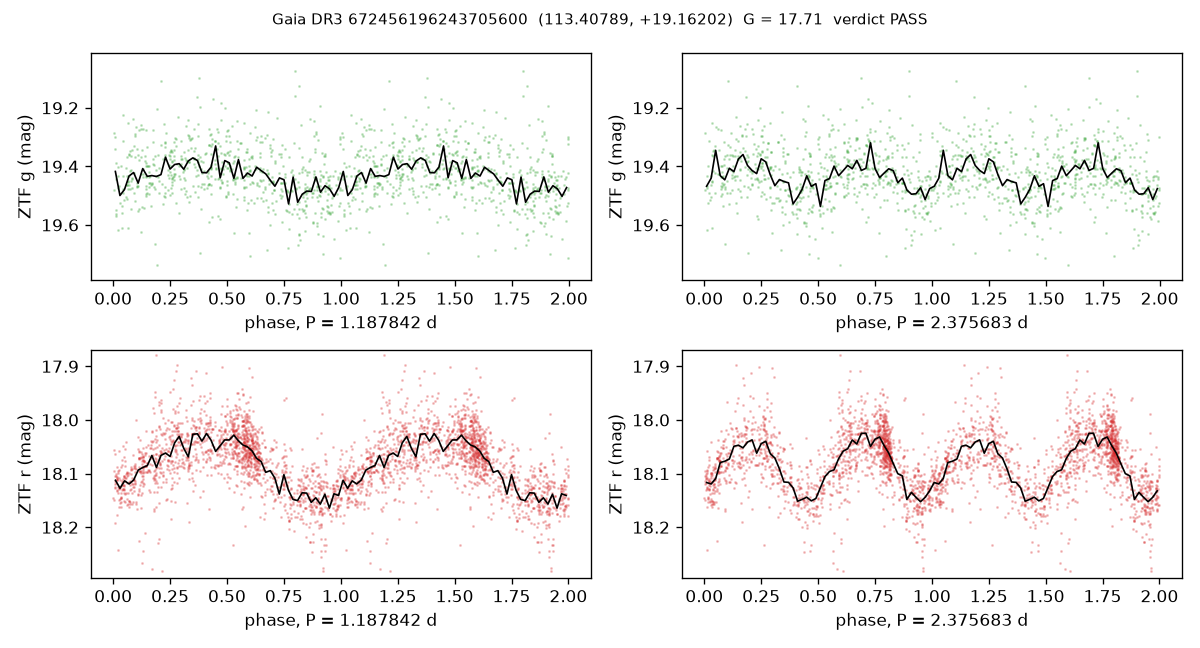 Gaia DR3 672456196243705600 (113.40789, +19.16202) G = 17.71 verdict PASS
ZTF g (mag)
19.2
19.4
19.6
0.00 0.25 0.50 0.75 1.00 1.25 1.50 1.75 2.00
phase, P = 1.187842 d
ZTF g (mag)
19.2
19.4
19.6
0.00 0.25 0.50 0.75 1.00 1.25 1.50 1.75 2.00
phase, P = 2.375683 d
ZTF r (mag)
17.9
18.0
18.1
18.2
0.00 0.25 0.50 0.75 1.00 1.25 1.50 1.75 2.00
phase, P = 1.187842 d
ZTF r (mag)
17.9
18.0
18.1
18.2
0.00 0.25 0.50 0.75 1.00 1.25 1.50 1.75 2.00
phase, P = 2.375683 d